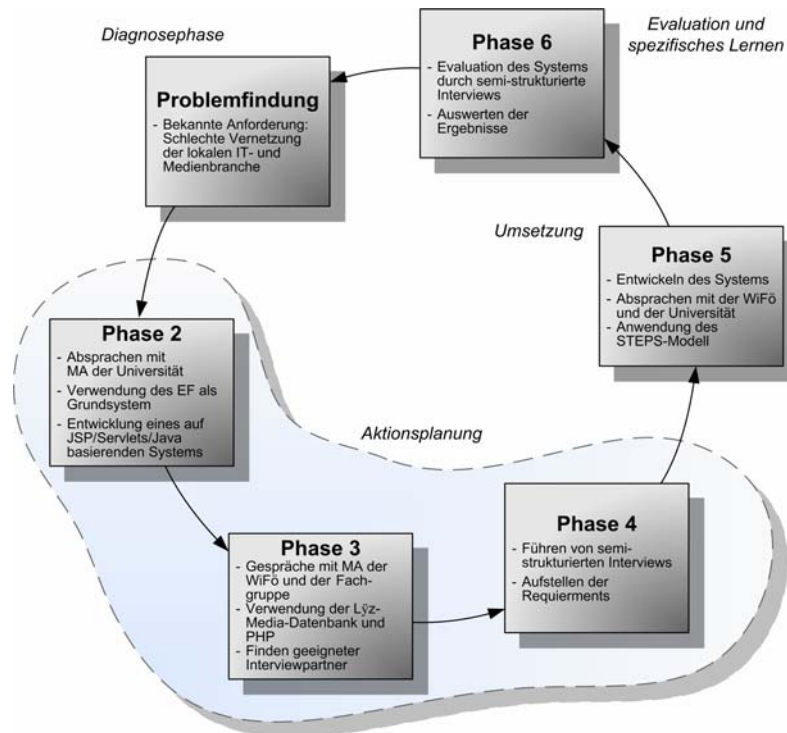 Diagnosephase
Problemfindung
- Bekannte Anforderung:
Schlechte Vernetzung
der lokalen IT- und
Medienbranche
Phase 2
- Absprachen mit
MA der Universität
- Verwendung des EF als
Grundsystem
- Entwicklung eines auf
JSP/Servlets/Java
basierenden Systems
Aktionsplanung
Phase 3
- Gespräche mit MA der
WiFö und der Fach-
gruppe
- Verwendung der Lÿz-
Media-Datenbank und
PHP
- Finden geeigneter
Interviewpartner
Phase 4
- Führen von semi-
strukturierten Interviews
- Aufstellen der
Requierments
Umsetzung
Phase 5
- Entwickeln des Systems
- Absprachen mit der WiFö
und der Universität
- Anwendung des
STEPS-Modell
Evaluation und
spezifisches Lernen
Phase 6
- Evaluation des Systems
durch semi-strukturierte
Interviews
- Auswerten der
Ergebnisse